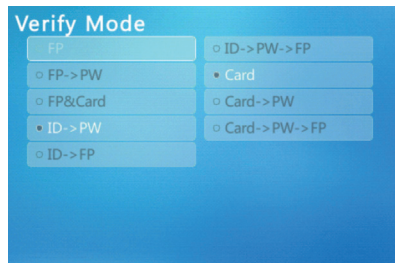 Verify Mode
FP
FP->PW
FP&Card
ID->PW
ID->FP
ID->PW->FP
Card
Card->PW
Card->PW->FP